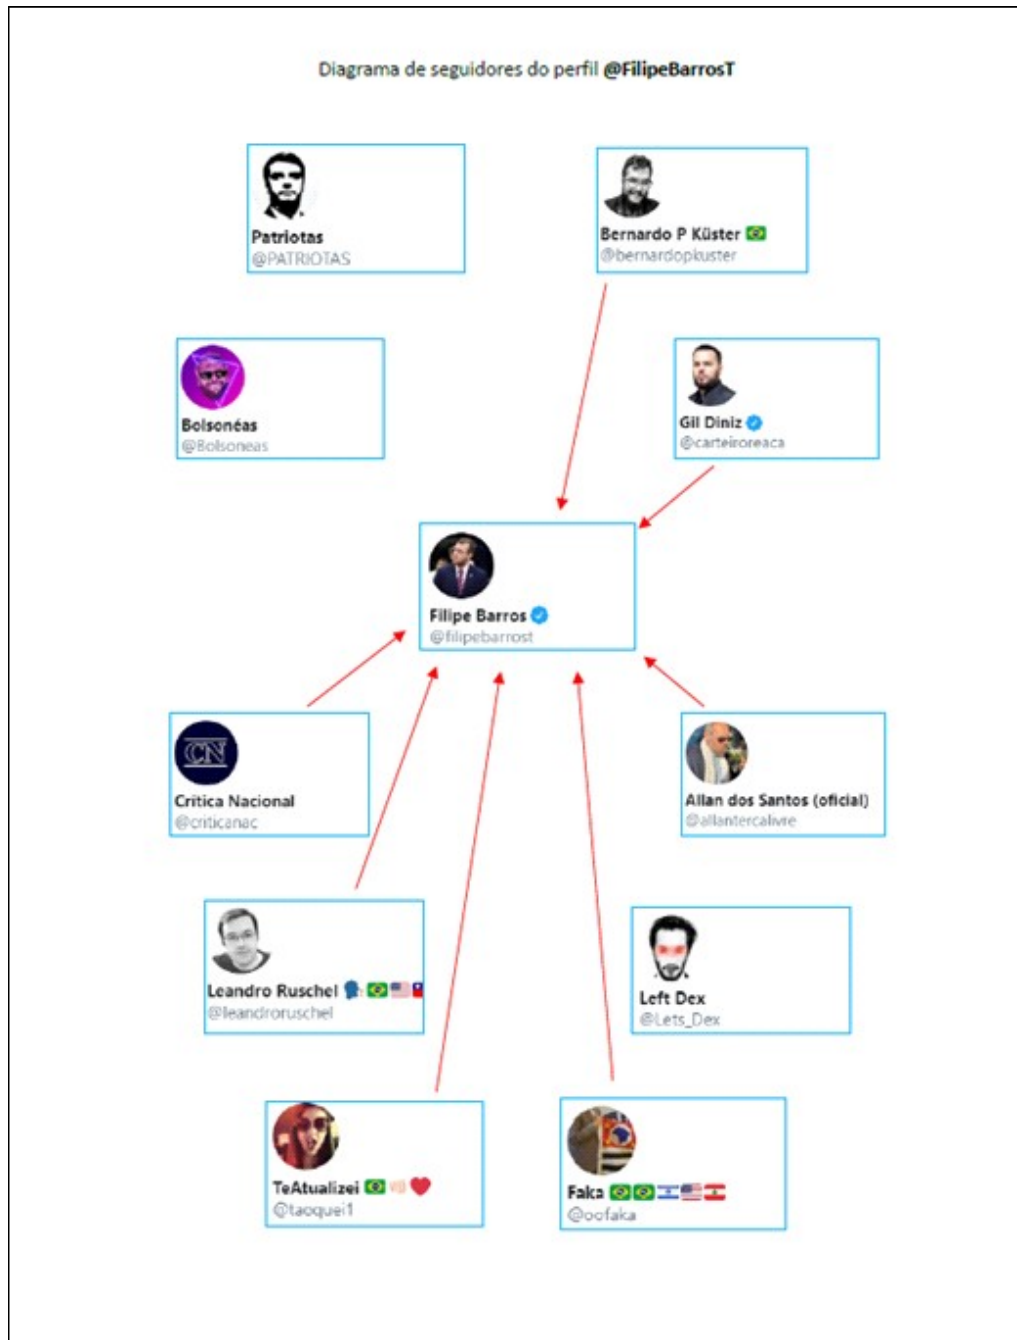 Diagrama de seguidores do perfil @FilipeBarrosT
Patriotas
@PATRIOTAS
Bernardo P Küster
@bernardopkuster
Bolsonéas
@Bolsoneas
Gil Diniz
@carteiroreaca
Filipe Barros
@filipebarrost
CN
Crítica Nacional
@criticanac
Allan dos Santos (oficial)
@allantercalivre
Leandro Ruschel
@leandroruschel
Left Dex
@Lets_Dex
TeAtualizei
@taoquei1
Faka
@oofaka